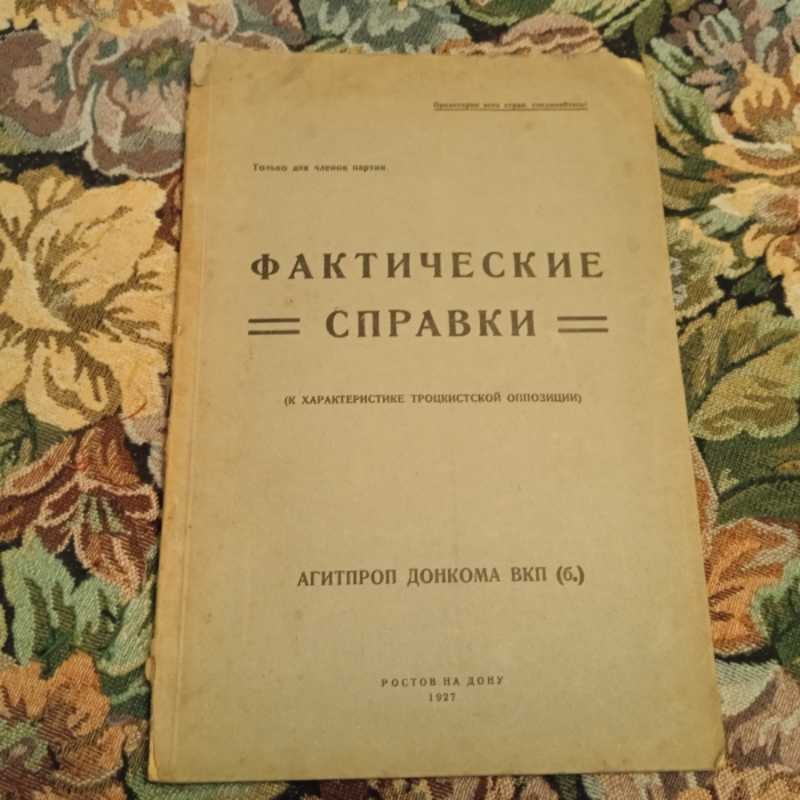 Пролетарии всех стран, соединяйтесь!
Только для членов партии.
ФАКТИЧЕСКИЕ
СПРАВКИ
(К ХАРАКТЕРИСТИКЕ ТРОЦКИСТСКОЙ ОППОЗИЦИИ)
АГИТПРОП ДОНКОМА ВКП (б.)
РОСТОВ НА ДОНУ
1927